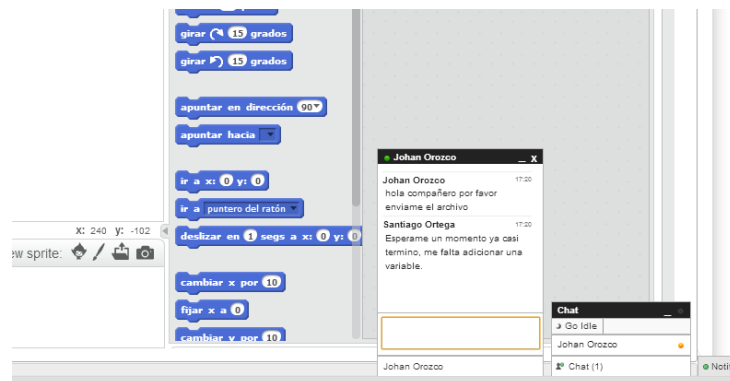 girar 15 grados
girar 15 grados
apuntar en dirección 90
apuntar hacia
ir a x: 0 y: 0
ir a puntero del ratón
deslizar en 1 segs a x: 0 y: 0
cambiar x por 10
fijar x a 0
cambiar y por 10
X: 240 y: -102
ew sprite:
Johan Orozco _ x
Johan Orozco 17:20
hola compañero por favor
enviame el archivo
Santiago Ortega 17:20
Esperame un momento ya casi
termino, me falta adicionar una
variable.
Johan Orozco
Chat _
Go Idle
Johan Orozco
Chat (1)
Noti